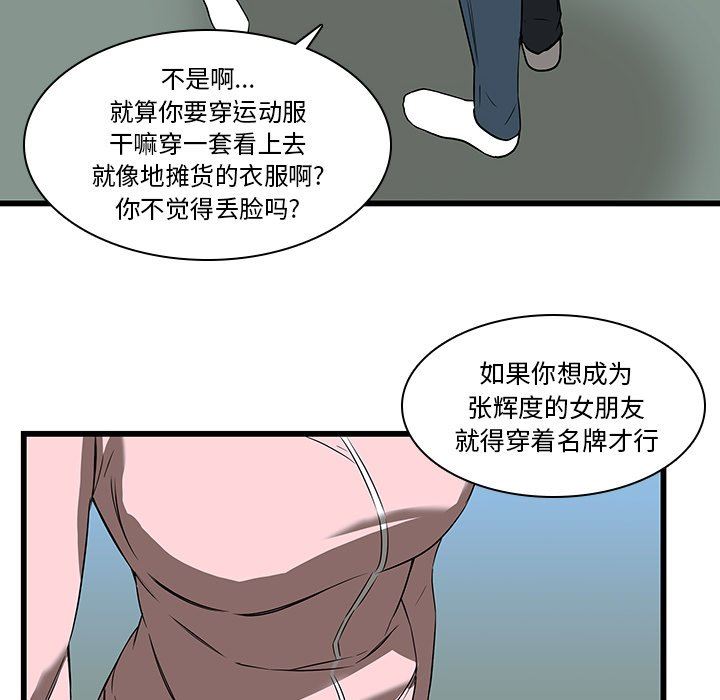 不是啊...
就算你要穿运动服
干嘛穿一套看上去
就像地摊货的衣服啊?
你不觉得丢脸吗?
如果你想成为
张辉度的女朋友
就得穿着名牌才行